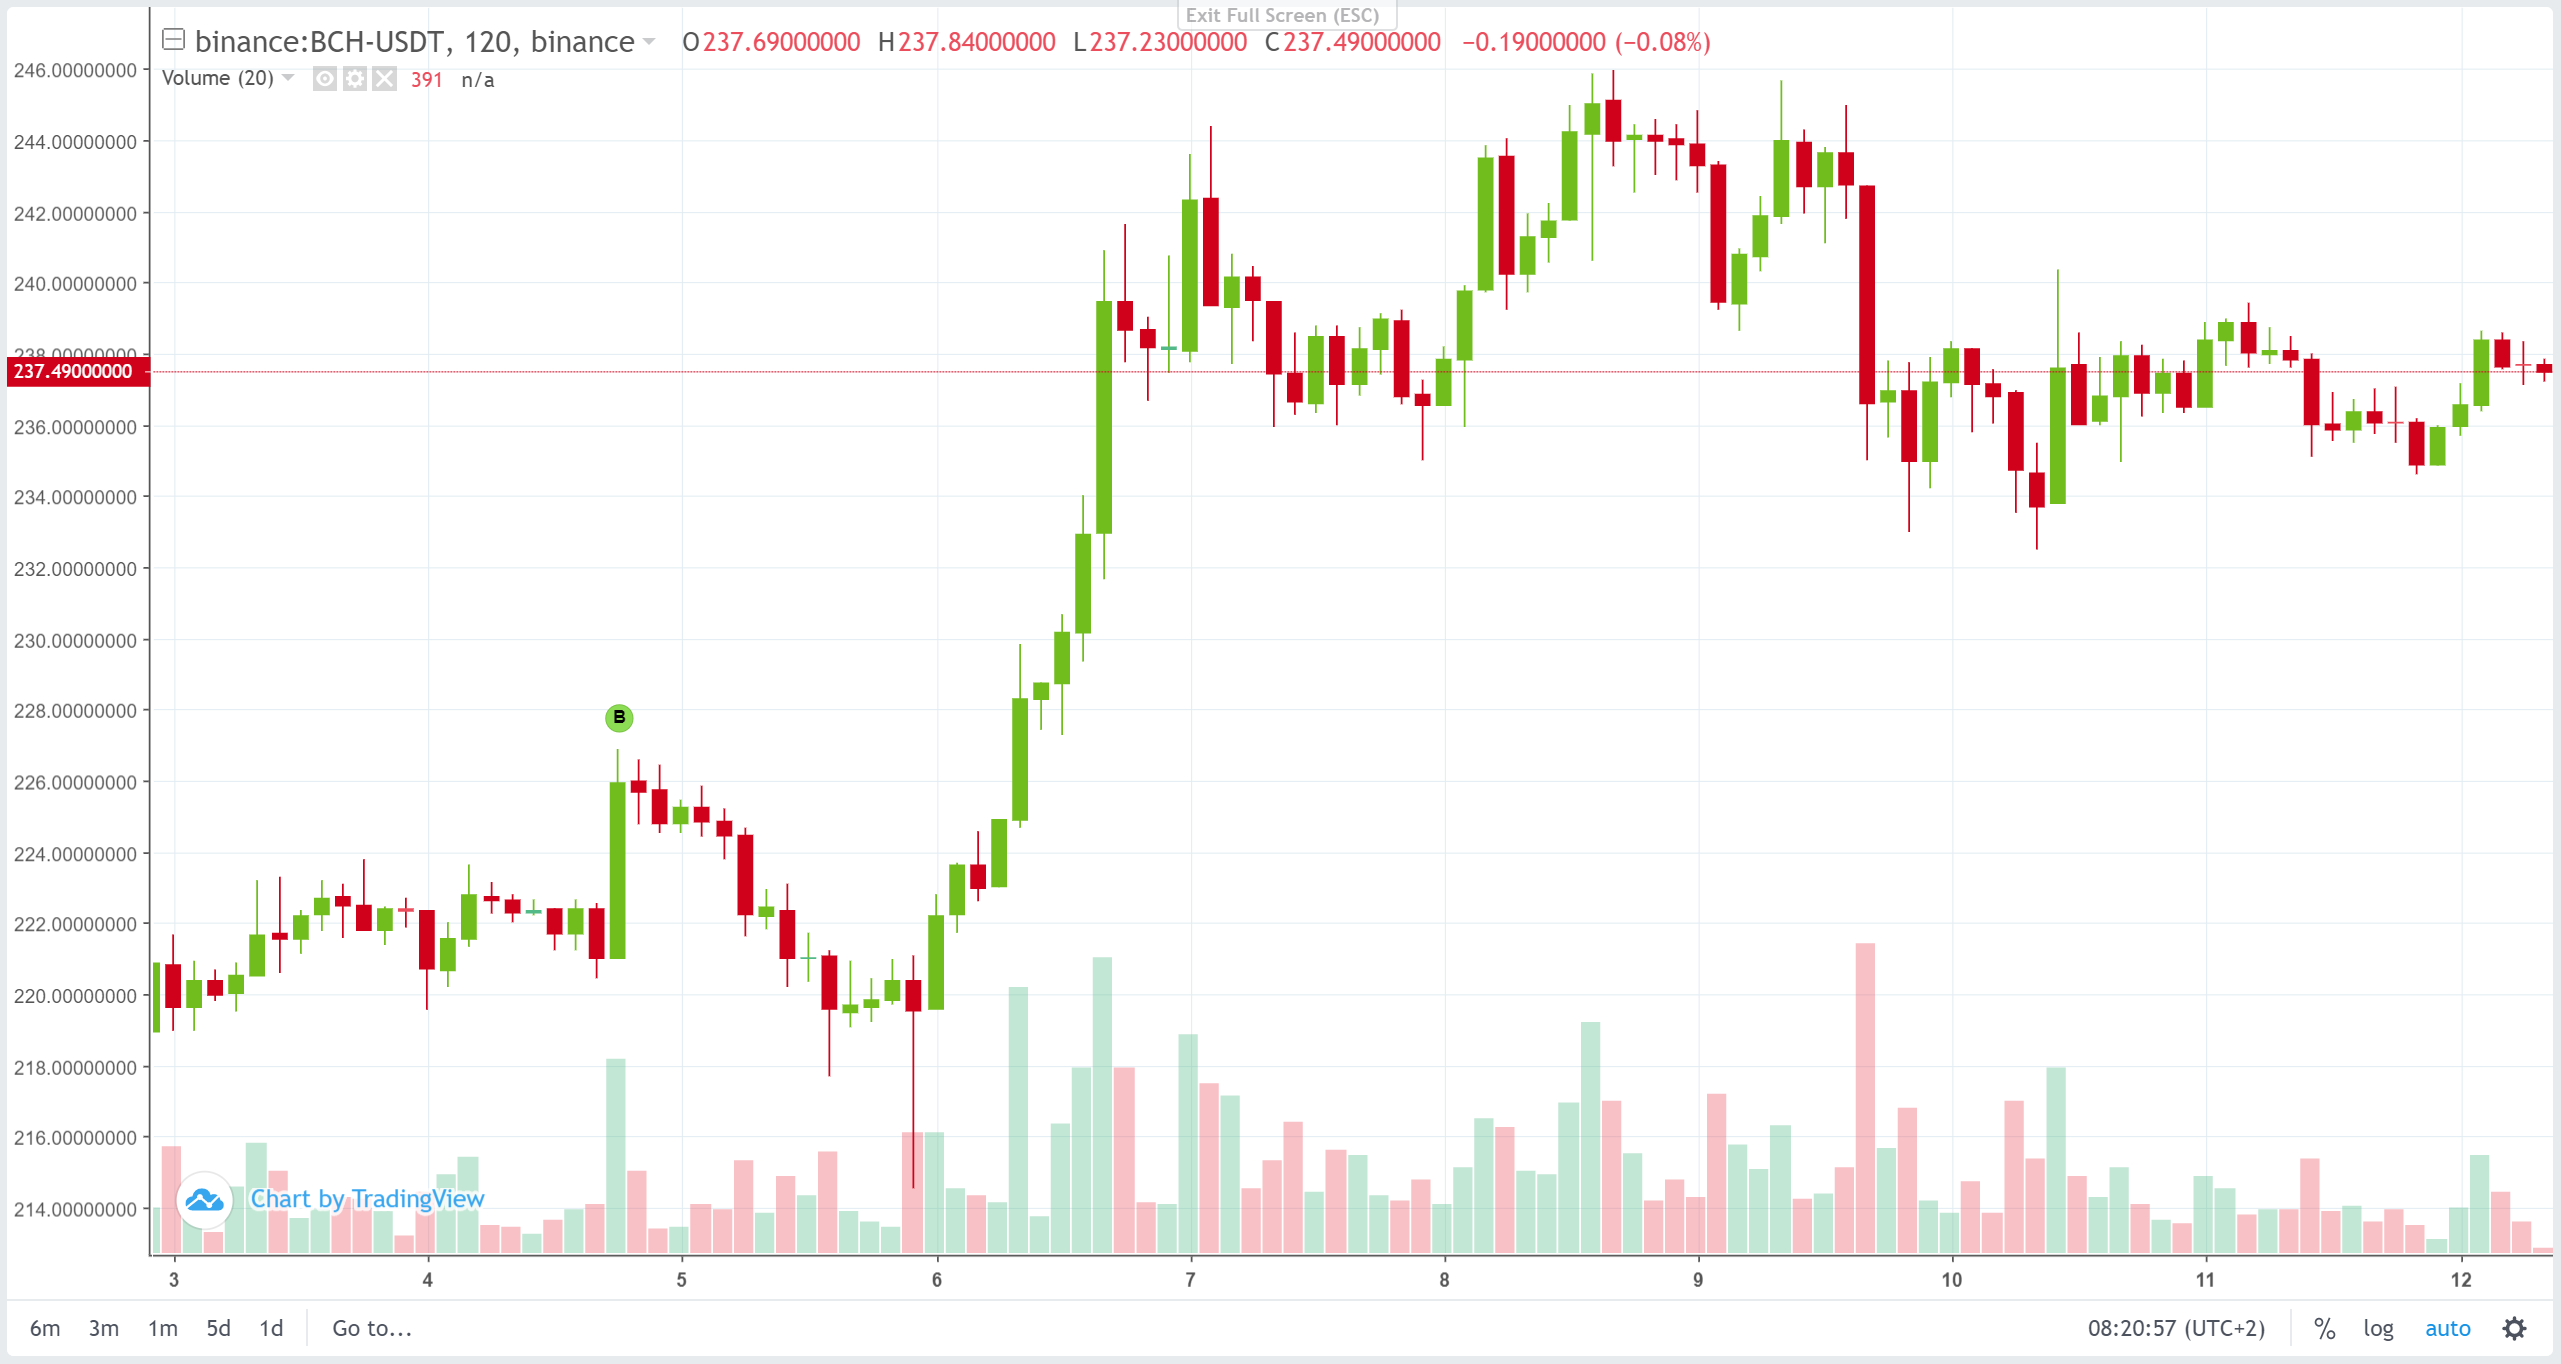 Exit Full Screen (ESC)
binance:BCH-USDT, 120, binance O237.69000000 H237.84000000 L237.23000000 C237.49000000 −0.19000000 (−0.08%)
Volume (20) 391 n/a
246.00000000
244.00000000
242.00000000
240.00000000
238.00000000
237.49000000
236.00000000
234.00000000
232.00000000
230.00000000
228.00000000
B
226.00000000
224.00000000
222.00000000
220.00000000
218.00000000
216.00000000
Chart by TradingView
214.00000000
3 4 5 6 7 8 9 10 11 12
6m 3m 1m 5d 1d Go to... 08:20:57 (UTC+2) % log auto